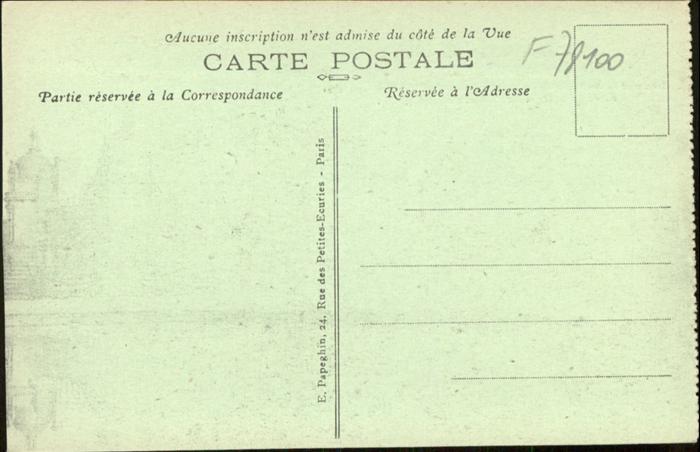 Aucune inscription n'est admise du côté de la Vue
CARTE POSTALE
F 78100
Partie réservée à la Correspondance
Réservée à l'Adresse
E. Papeghin, 24, Rue des Petites-Ecuries - Paris